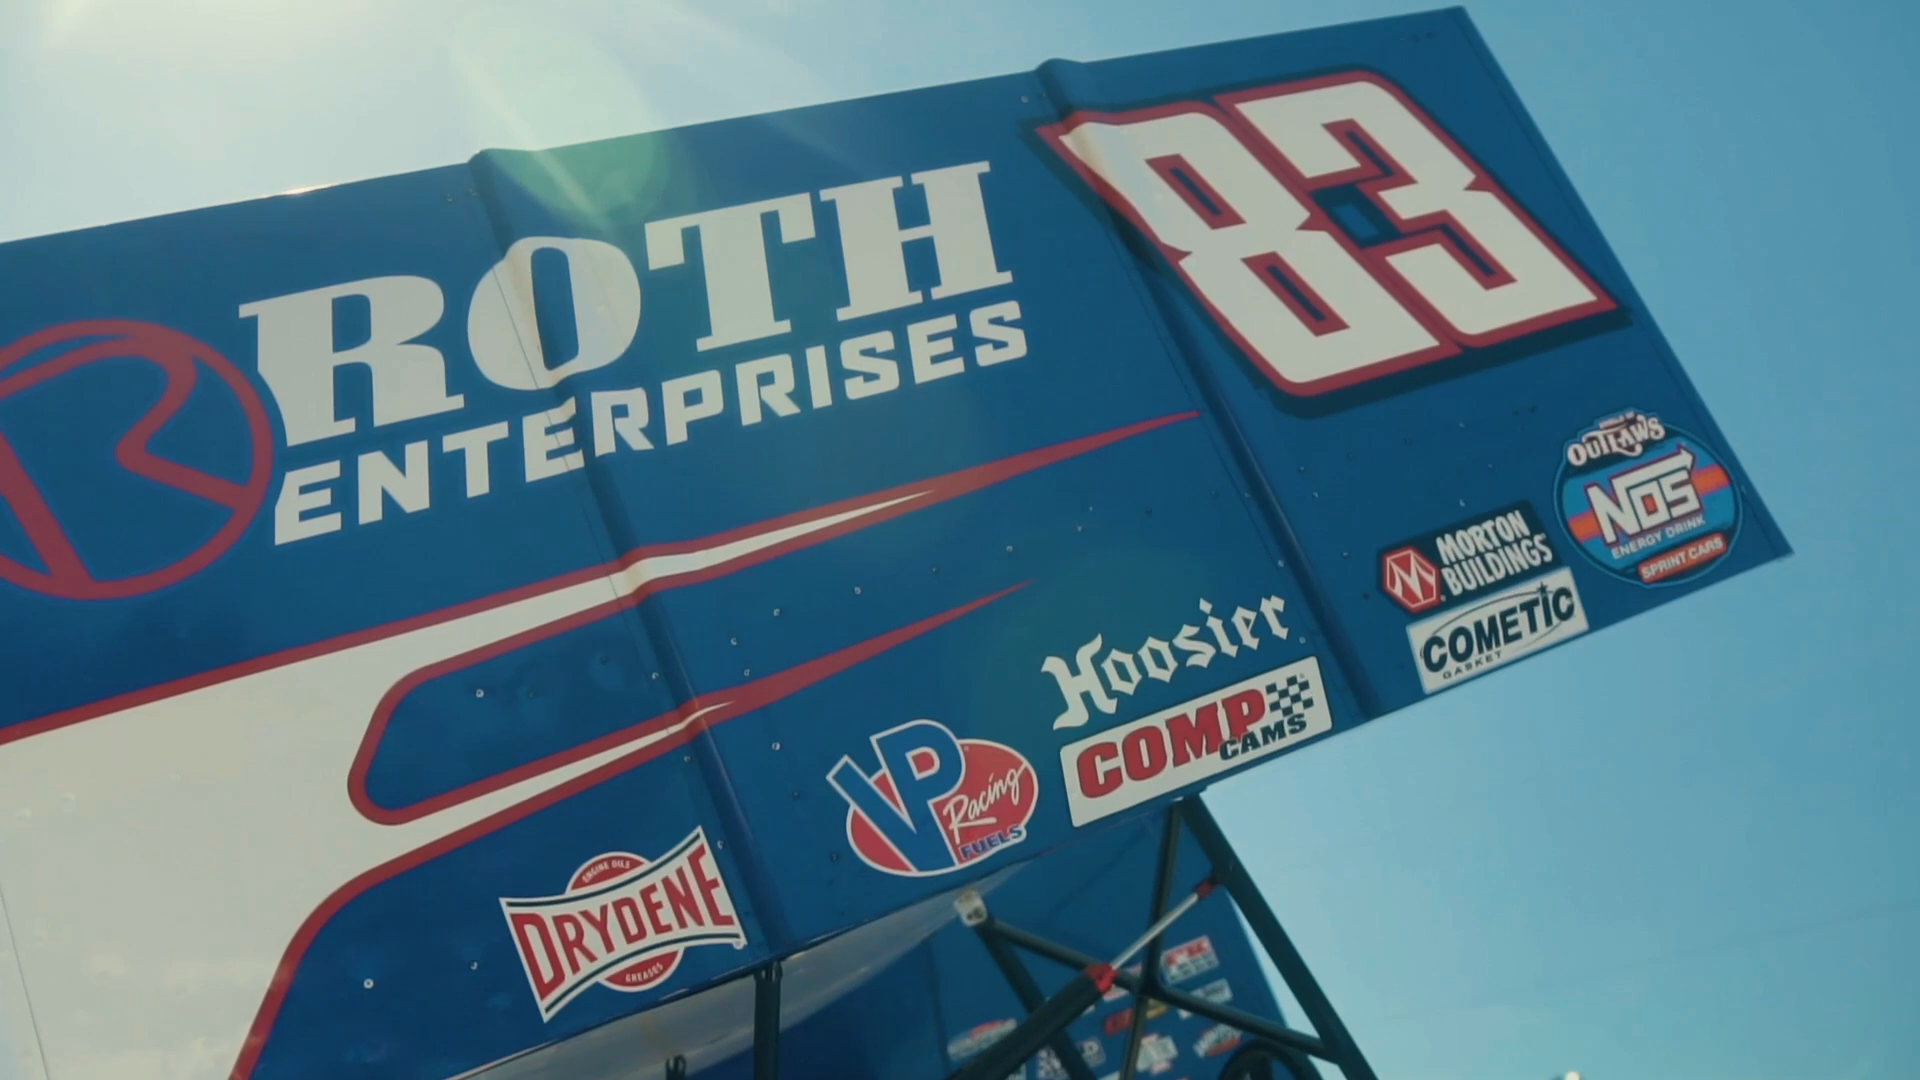 R
ROTH
ENTERPRISES
83
OUTLAWS
NOS
ENERGY DRINK
SPRINT CARS
MORTON
BUILDINGS
COMETIC
GASKET
Hoosier
COMP
CAMS
VP
Racing
FUELS
ENGINE OILS
DRYDENE
GREASES